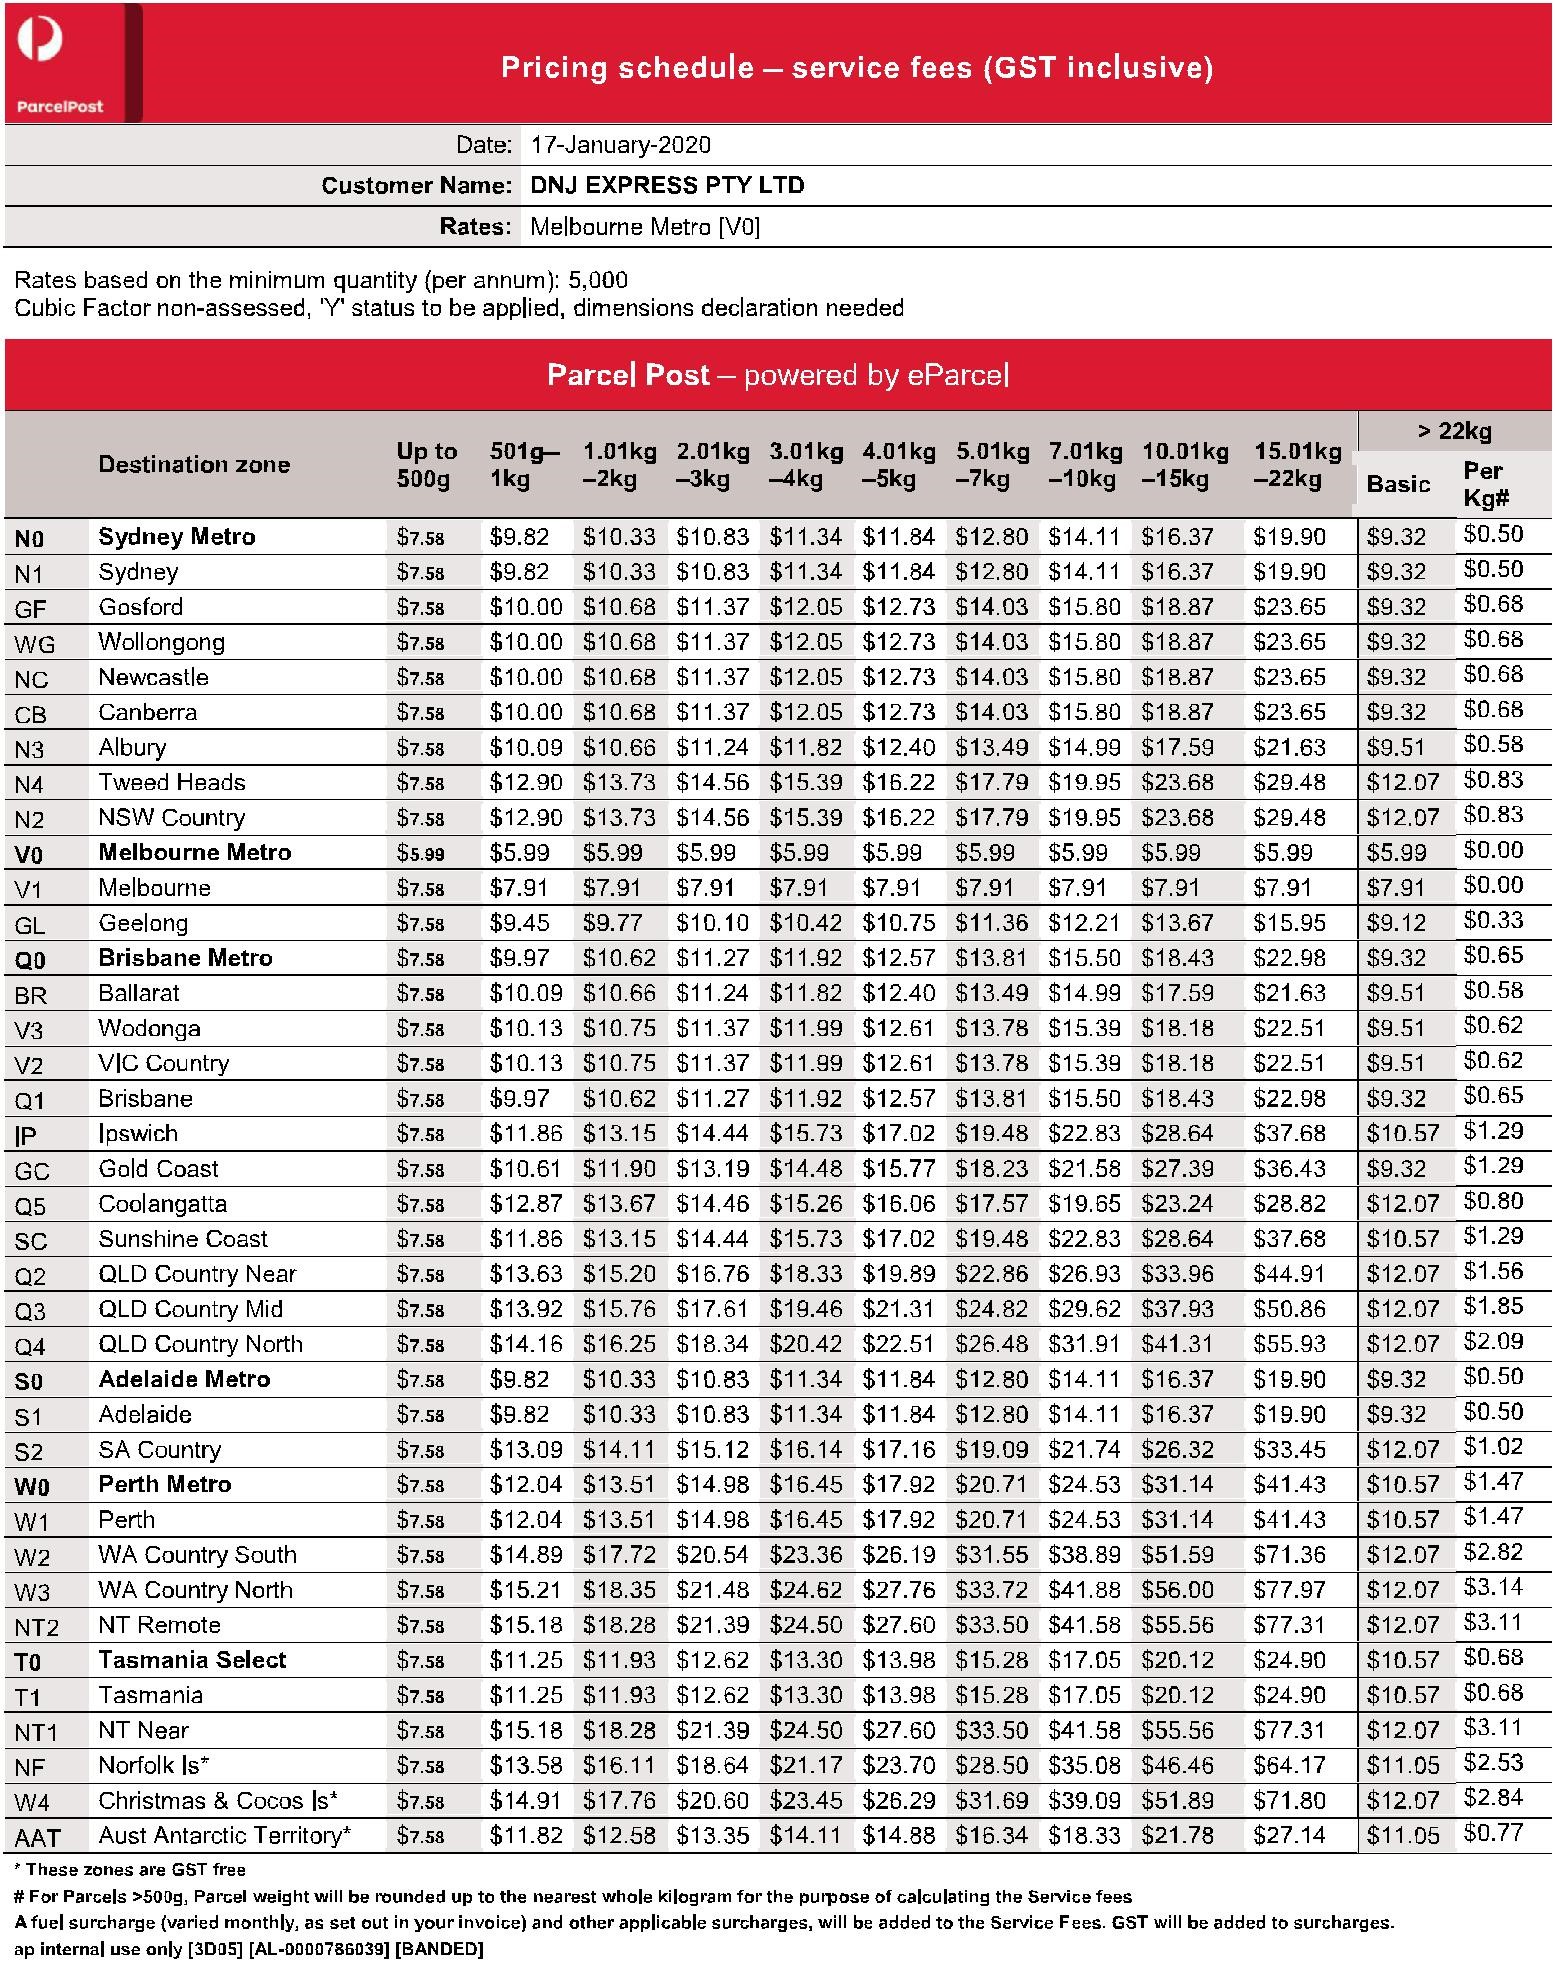 ParcelPost
Pricing schedule – service fees (GST inclusive)
Date: 17-January-2020
Customer Name: DNJ EXPRESS PTY LTD
Rates: Melbourne Metro [V0]
Rates based on the minimum quantity (per annum): 5,000
Cubic Factor non-assessed, 'Y' status to be applied, dimensions declaration needed
Parcel Post – powered by eParcel
Destination zone Up to 500g 501g–1kg 1.01kg–2kg 2.01kg–3kg 3.01kg–4kg 4.01kg–5kg 5.01kg–7kg 7.01kg–10kg 10.01kg–15kg 15.01kg–22kg > 22kg Basic Per Kg#
N0 Sydney Metro $7.58 $9.82 $10.33 $10.83 $11.34 $11.84 $12.80 $14.11 $16.37 $19.90 $9.32 $0.50
N1 Sydney $7.58 $9.82 $10.33 $10.83 $11.34 $11.84 $12.80 $14.11 $16.37 $19.90 $9.32 $0.50
GF Gosford $7.58 $10.00 $10.68 $11.37 $12.05 $12.73 $14.03 $15.80 $18.87 $23.65 $9.32 $0.68
WG Wollongong $7.58 $10.00 $10.68 $11.37 $12.05 $12.73 $14.03 $15.80 $18.87 $23.65 $9.32 $0.68
NC Newcastle $7.58 $10.00 $10.68 $11.37 $12.05 $12.73 $14.03 $15.80 $18.87 $23.65 $9.32 $0.68
CB Canberra $7.58 $10.00 $10.68 $11.37 $12.05 $12.73 $14.03 $15.80 $18.87 $23.65 $9.32 $0.68
N3 Albury $7.58 $10.09 $10.66 $11.24 $11.82 $12.40 $13.49 $14.99 $17.59 $21.63 $9.51 $0.58
N4 Tweed Heads $7.58 $12.90 $13.73 $14.56 $15.39 $16.22 $17.79 $19.95 $23.68 $29.48 $12.07 $0.83
N2 NSW Country $7.58 $12.90 $13.73 $14.56 $15.39 $16.22 $17.79 $19.95 $23.68 $29.48 $12.07 $0.83
V0 Melbourne Metro $5.99 $5.99 $5.99 $5.99 $5.99 $5.99 $5.99 $5.99 $5.99 $5.99 $5.99 $0.00
V1 Melbourne $7.58 $7.91 $7.91 $7.91 $7.91 $7.91 $7.91 $7.91 $7.91 $7.91 $7.91 $0.00
GL Geelong $7.58 $9.45 $9.77 $10.10 $10.42 $10.75 $11.36 $12.21 $13.67 $15.95 $9.12 $0.33
Q0 Brisbane Metro $7.58 $9.97 $10.62 $11.27 $11.92 $12.57 $13.81 $15.50 $18.43 $22.98 $9.32 $0.65
BR Ballarat $7.58 $10.09 $10.66 $11.24 $11.82 $12.40 $13.49 $14.99 $17.59 $21.63 $9.51 $0.58
V3 Wodonga $7.58 $10.13 $10.75 $11.37 $11.99 $12.61 $13.78 $15.39 $18.18 $22.51 $9.51 $0.62
V2 VIC Country $7.58 $10.13 $10.75 $11.37 $11.99 $12.61 $13.78 $15.39 $18.18 $22.51 $9.51 $0.62
Q1 Brisbane $7.58 $9.97 $10.62 $11.27 $11.92 $12.57 $13.81 $15.50 $18.43 $22.98 $9.32 $0.65
IP Ipswich $7.58 $11.86 $13.15 $14.44 $15.73 $17.02 $19.48 $22.83 $28.64 $37.68 $10.57 $1.29
GC Gold Coast $7.58 $10.61 $11.90 $13.19 $14.48 $15.77 $18.23 $21.58 $27.39 $36.43 $9.32 $1.29
Q5 Coolangatta $7.58 $12.87 $13.67 $14.46 $15.26 $16.06 $17.57 $19.65 $23.24 $28.82 $12.07 $0.80
SC Sunshine Coast $7.58 $11.86 $13.15 $14.44 $15.73 $17.02 $19.48 $22.83 $28.64 $37.68 $10.57 $1.29
Q2 QLD Country Near $7.58 $13.63 $15.20 $16.76 $18.33 $19.89 $22.86 $26.93 $33.96 $44.91 $12.07 $1.56
Q3 QLD Country Mid $7.58 $13.92 $15.76 $17.61 $19.46 $21.31 $24.82 $29.62 $37.93 $50.86 $12.07 $1.85
Q4 QLD Country North $7.58 $14.16 $16.25 $18.34 $20.42 $22.51 $26.48 $31.91 $41.31 $55.93 $12.07 $2.09
S0 Adelaide Metro $7.58 $9.82 $10.33 $10.83 $11.34 $11.84 $12.80 $14.11 $16.37 $19.90 $9.32 $0.50
S1 Adelaide $7.58 $9.82 $10.33 $10.83 $11.34 $11.84 $12.80 $14.11 $16.37 $19.90 $9.32 $0.50
S2 SA Country $7.58 $13.09 $14.11 $15.12 $16.14 $17.16 $19.09 $21.74 $26.32 $33.45 $12.07 $1.02
W0 Perth Metro $7.58 $12.04 $13.51 $14.98 $16.45 $17.92 $20.71 $24.53 $31.14 $41.43 $10.57 $1.47
W1 Perth $7.58 $12.04 $13.51 $14.98 $16.45 $17.92 $20.71 $24.53 $31.14 $41.43 $10.57 $1.47
W2 WA Country South $7.58 $14.89 $17.72 $20.54 $23.36 $26.19 $31.55 $38.89 $51.59 $71.36 $12.07 $2.82
W3 WA Country North $7.58 $15.21 $18.35 $21.48 $24.62 $27.76 $33.72 $41.88 $56.00 $77.97 $12.07 $3.14
NT2 NT Remote $7.58 $15.18 $18.28 $21.39 $24.50 $27.60 $33.50 $41.58 $55.56 $77.31 $12.07 $3.11
T0 Tasmania Select $7.58 $11.25 $11.93 $12.62 $13.30 $13.98 $15.28 $17.05 $20.12 $24.90 $10.57 $0.68
T1 Tasmania $7.58 $11.25 $11.93 $12.62 $13.30 $13.98 $15.28 $17.05 $20.12 $24.90 $10.57 $0.68
NT1 NT Near $7.58 $15.18 $18.28 $21.39 $24.50 $27.60 $33.50 $41.58 $55.56 $77.31 $12.07 $3.11
NF Norfolk Is* $7.58 $13.58 $16.11 $18.64 $21.17 $23.70 $28.50 $35.08 $46.46 $64.17 $11.05 $2.53
W4 Christmas & Cocos Is* $7.58 $14.91 $17.76 $20.60 $23.45 $26.29 $31.69 $39.09 $51.89 $71.80 $12.07 $2.84
AAT Aust Antarctic Territory* $7.58 $11.82 $12.58 $13.35 $14.11 $14.88 $16.34 $18.33 $21.78 $27.14 $11.05 $0.77
* These zones are GST free
# For Parcels >500g, Parcel weight will be rounded up to the nearest whole kilogram for the purpose of calculating the Service fees
A fuel surcharge (varied monthly, as set out in your invoice) and other applicable surcharges, will be added to the Service Fees. GST will be added to surcharges.
ap internal use only [3D05] [AL-0000786039] [BANDED]